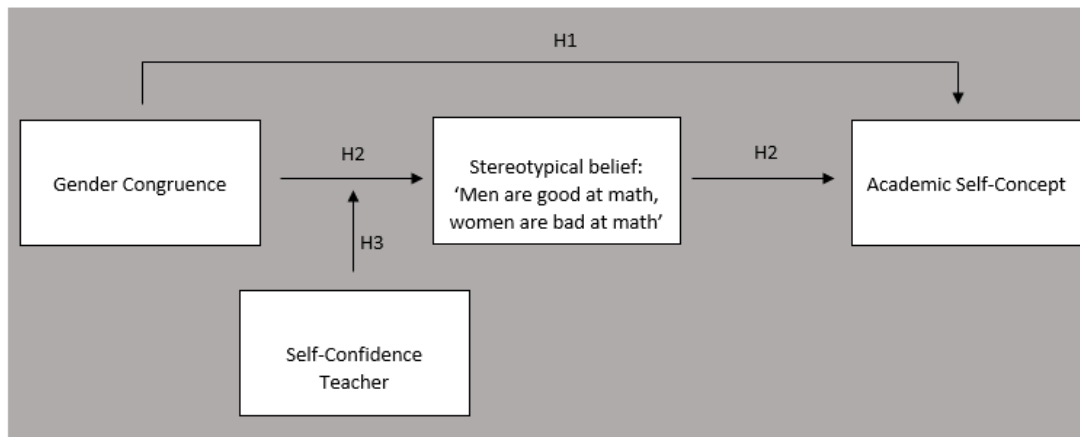 H1
Gender Congruence
H2
Stereotypical belief:
‘Men are good at math,
women are bad at math’
H2
Academic Self-Concept
H3
Self-Confidence
Teacher